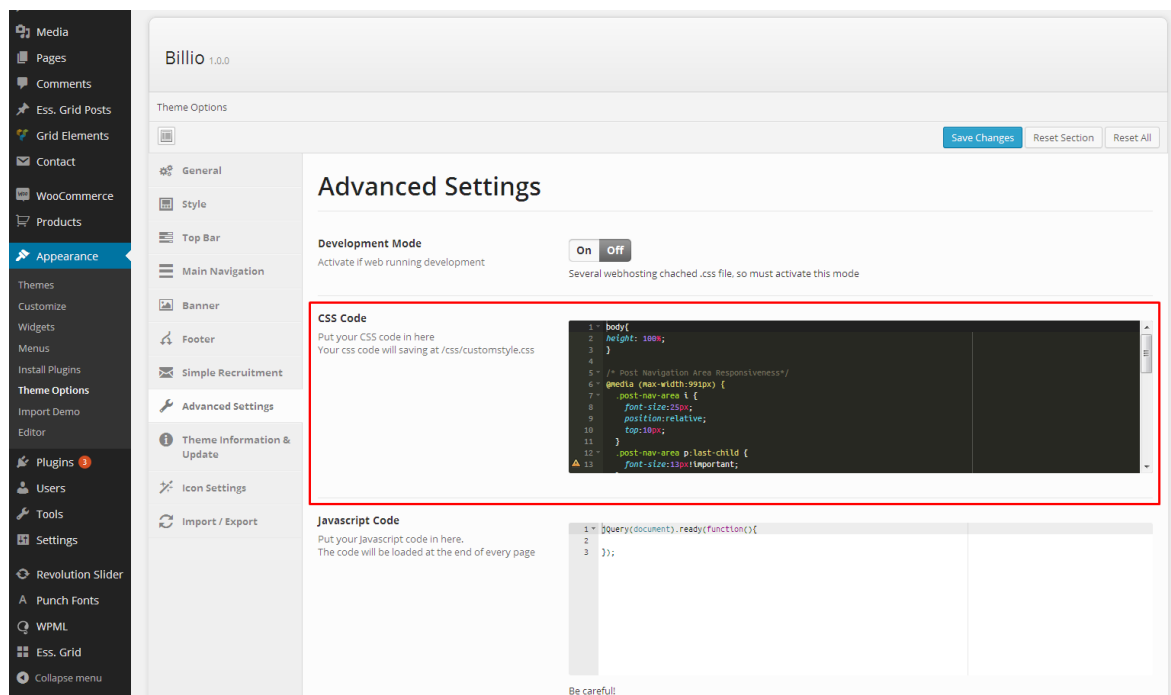 Media
Pages
Comments
Ess. Grid Posts
Grid Elements
Contact
WooCommerce
Products
Appearance
Themes
Customize
Widgets
Menus
Install Plugins
Theme Options
Import Demo
Editor
Plugins 3
Users
Tools
Settings
Revolution Slider
Punch Fonts
WPML
Ess. Grid
Collapse menu
Billio 1.0.0
Theme Options
Save Changes Reset Section Reset All
General
Style
Top Bar
Main Navigation
Banner
Footer
Simple Recruitment
Advanced Settings
Theme Information &
Update
Icon Settings
Import / Export
Advanced Settings
Development Mode
Activate if web running development
On Off
Several webhosting chached .css file, so must activate this mode
CSS Code
Put your CSS code in here
Your css code will saving at /css/customstyle.css
1 body{
2 height: 100%;
3 }
4
5 /* Post Navigation Area Responsiveness*/
6 @media (max-width:991px) {
7 .post-nav-area i {
8 font-size:25px;
9 position:relative;
10 top:10px;
11 }
12 .post-nav-area p:last-child {
13 font-size:13px!important;
Javascript Code
Put your Javascript code in here.
The code will be loaded at the end of every page
1 jQuery(document).ready(function(){
2
3 });
Be careful!